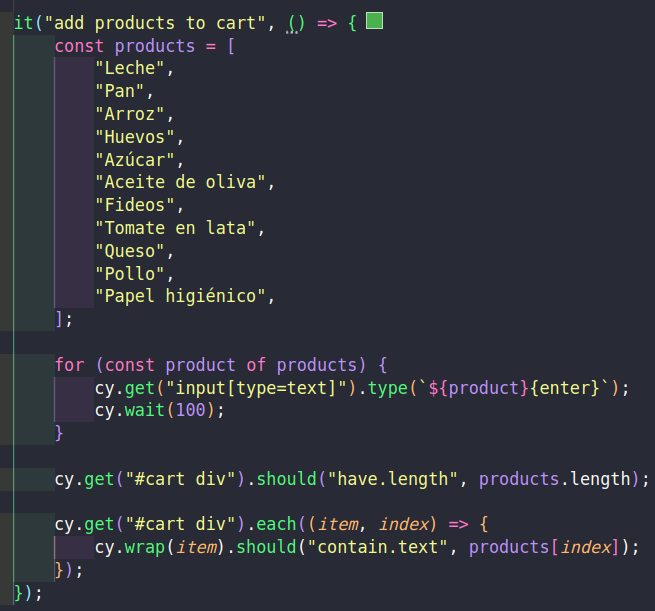 it("add products to cart", () => {
    const products = [
        "Leche",
        "Pan",
        "Arroz",
        "Huevos",
        "Azúcar",
        "Aceite de oliva",
        "Fideos",
        "Tomate en lata",
        "Queso",
        "Pollo",
        "Papel higiénico",
    ];

    for (const product of products) {
        cy.get("input[type=text]").type(`${product}{enter}`);
        cy.wait(100);
    }

    cy.get("#cart div").should("have.length", products.length);

    cy.get("#cart div").each((item, index) => {
        cy.wrap(item).should("contain.text", products[index]);
    });
});